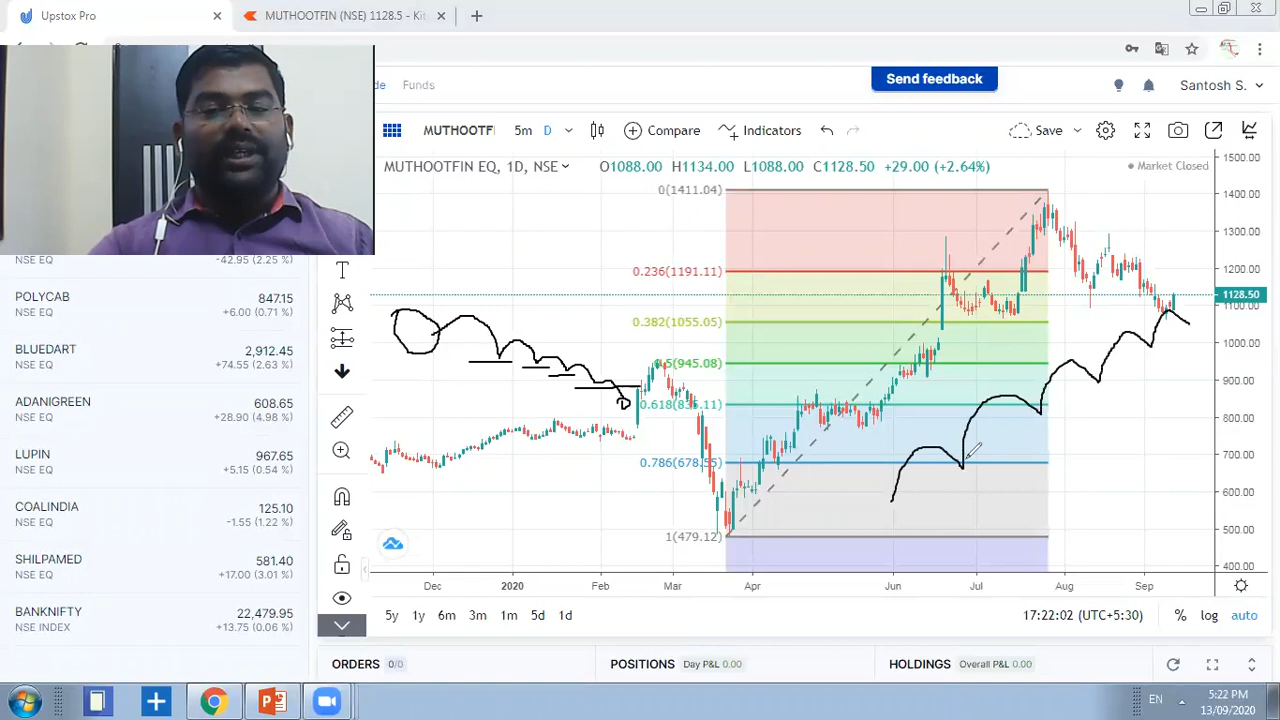 Upstox Pro
MUTHOOTFIN (NSE) 1128.5 - Kit
de Funds
Send feedback
Santosh S.
MUTHOOTF 5m D Compare Indicators Save
MUTHOOTFIN EQ, 1D, NSE O1088.00 H1134.00 L1088.00 C1128.50 +29.00 (+2.64%)
Market Closed
NSE EQ -42.95 (2.25 %)
POLYCAB 847.15
NSE EQ +6.00 (0.71 %)
BLUEDART 2,912.45
NSE EQ +74.55 (2.63 %)
ADANIGREEN 608.65
NSE EQ +28.90 (4.98 %)
LUPIN 967.65
NSE EQ +5.15 (0.54 %)
COALINDIA 125.10
NSE EQ -1.55 (1.22 %)
SHILPAMED 581.40
NSE EQ +17.00 (3.01 %)
BANKNIFTY 22,479.95
NSE INDEX +13.75 (0.06 %)
T
0(1411.04)
0.236(1191.11)
0.382(1055.05)
0.5(945.08)
0.786(678.55)
1(479.12)
1500.00
1400.00
1300.00
1200.00
1128.50
1100.00
1000.00
900.00
800.00
700.00
600.00
500.00
400.00
Dec 2020 Feb Mar Apr Jun Jul Aug Sep
5y 1y 6m 3m 1m 5d 1d
17:22:02 (UTC+5:30) % log auto
ORDERS 0/0
POSITIONS Day P&L 0.00
HOLDINGS Overall P&L 0.00
EN
5:22 PM
13/09/2020